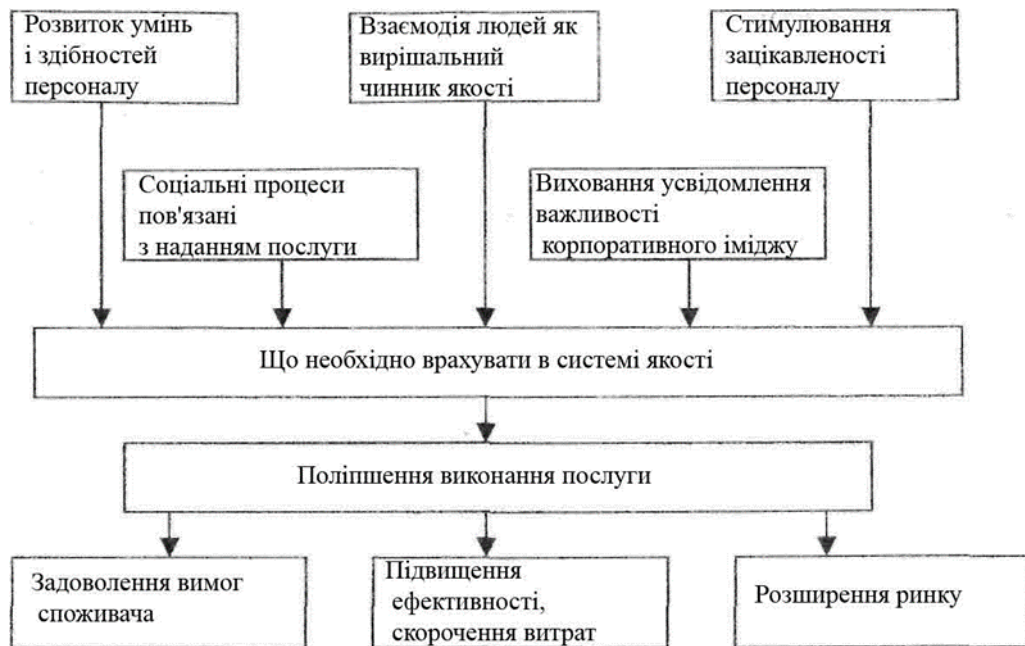 Розвиток умінь
і здібностей
персоналу
Взаємодія людей як
вирішальний
чинник якості
Стимулювання
зацікавленості
персоналу
Соціальні процеси
пов'язані
з наданням послуги
Виховання усвідомлення
важливості
корпоративного іміджу
Що необхідно врахувати в системі якості
Поліпшення виконання послуги
Задоволення вимог
споживача
Підвищення
ефективності,
скорочення витрат
Розширення ринку